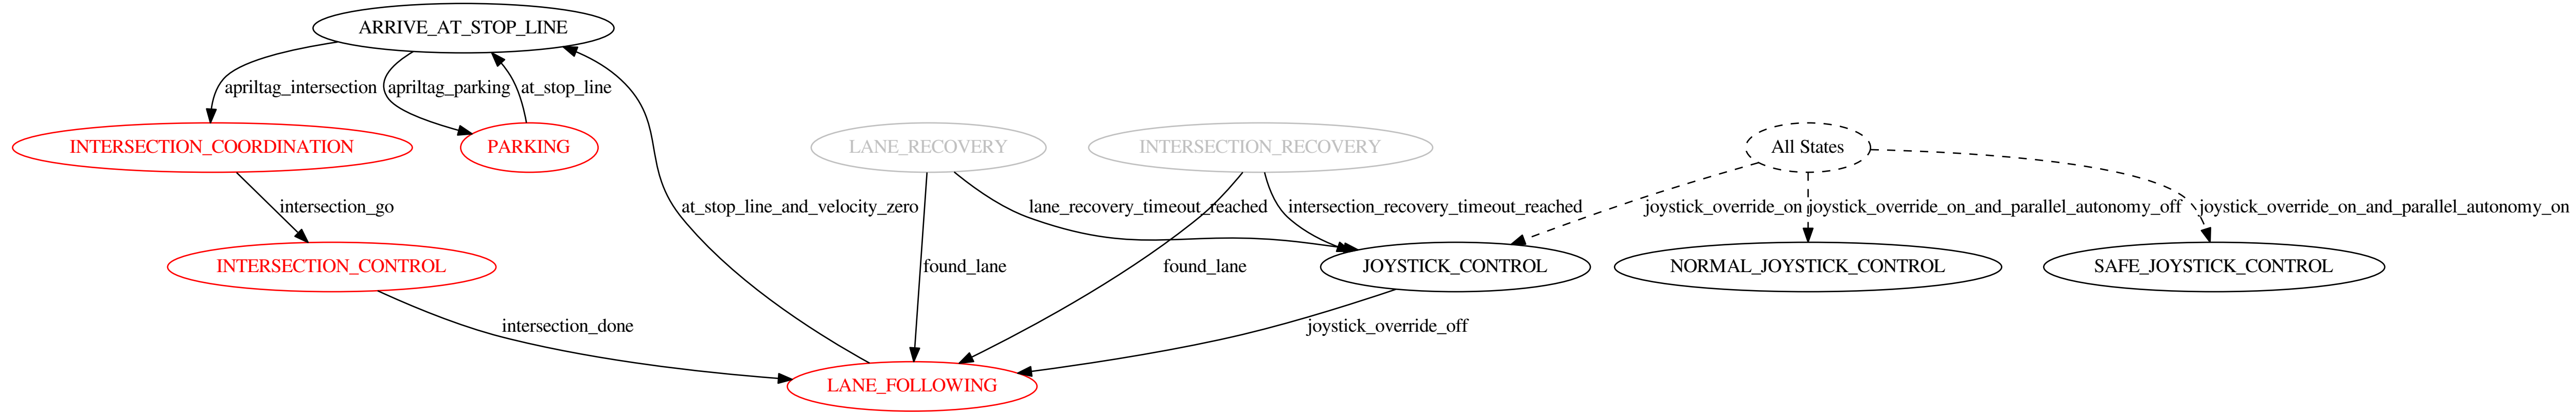 ARRIVE_AT_STOP_LINE
apriltag_intersection
apriltag_parking
at_stop_line
INTERSECTION_COORDINATION
PARKING
LANE_RECOVERY
INTERSECTION_RECOVERY
All States
intersection_go
at_stop_line_and_velocity_zero
lane_recovery_timeout_reached
intersection_recovery_timeout_reached
joystick_override_on
joystick_override_on_and_parallel_autonomy_off
joystick_override_on_and_parallel_autonomy_on
INTERSECTION_CONTROL
found_lane
found_lane
JOYSTICK_CONTROL
NORMAL_JOYSTICK_CONTROL
SAFE_JOYSTICK_CONTROL
intersection_done
joystick_override_off
LANE_FOLLOWING